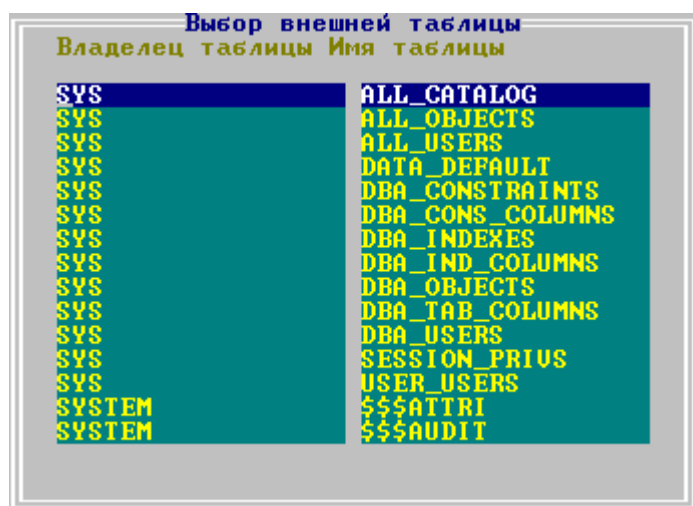 Выбор внешней таблицы
Владелец таблицы Имя таблицы
SYS ALL_CATALOG
SYS ALL_OBJECTS
SYS ALL_USERS
SYS DATA_DEFAULT
SYS DBA_CONSTRAINTS
SYS DBA_CONS_COLUMNS
SYS DBA_INDEXES
SYS DBA_IND_COLUMNS
SYS DBA_OBJECTS
SYS DBA_TAB_COLUMNS
SYS DBA_USERS
SYS SESSION_PRIVS
SYS USER_USERS
SYSTEM $$$ATTRI
SYSTEM $$$AUDIT